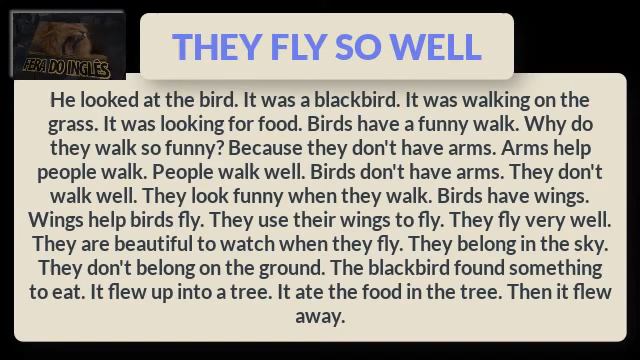 FERA DO INGLÊS
THEY FLY SO WELL
He looked at the bird. It was a blackbird. It was walking on the
grass. It was looking for food. Birds have a funny walk. Why do
they walk so funny? Because they don't have arms. Arms help
people walk. People walk well. Birds don't have arms. They don't
walk well. They look funny when they walk. Birds have wings.
Wings help birds fly. They use their wings to fly. They fly very well.
They are beautiful to watch when they fly. They belong in the sky.
They don't belong on the ground. The blackbird found something
to eat. It flew up into a tree. It ate the food in the tree. Then it flew
away.